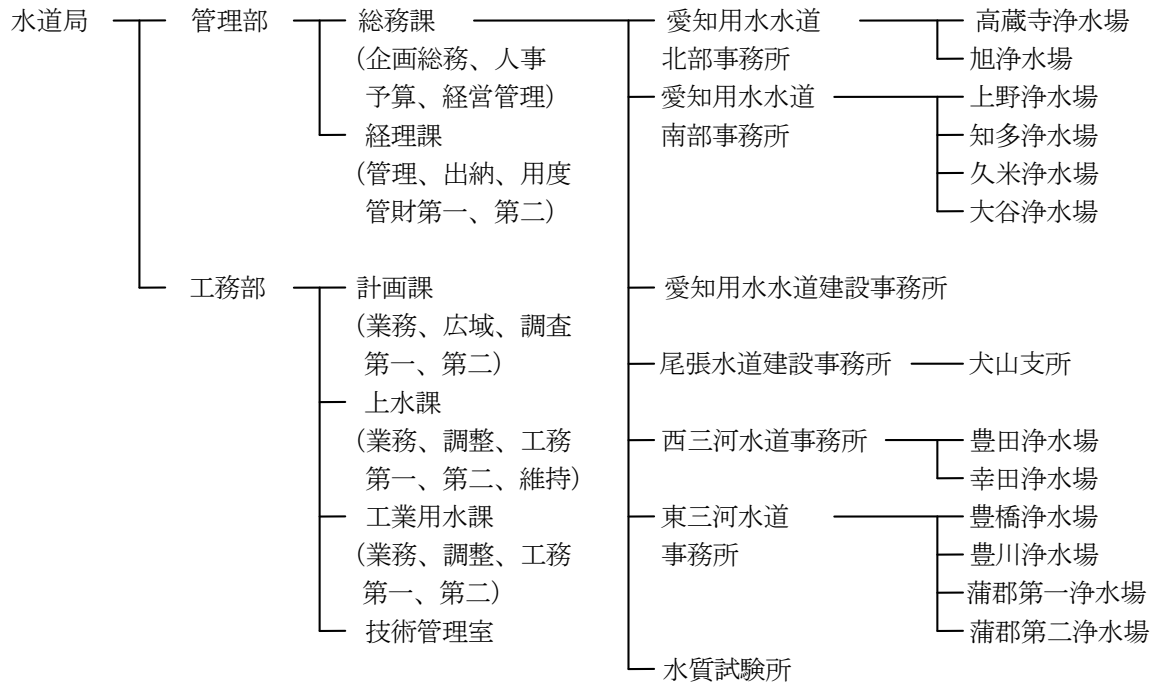 水道局 管理部 総務課 愛知用水水道 高蔵寺浄水場
(企画総務、人事 北部事務所 旭浄水場
予算、経営管理) 愛知用水水道 上野浄水場
経理課 南部事務所 知多浄水場
(管理、出納、用度 久米浄水場
管財第一、第二) 大谷浄水場
工務部 計画課 愛知用水水道建設事務所
(業務、広域、調査
第一、第二) 尾張水道建設事務所 犬山支所
上水課
(業務、調整、工務 西三河水道事務所 豊田浄水場
第一、第二、維持) 幸田浄水場
工業用水課 東三河水道 豊橋浄水場
(業務、調整、工務 事務所 豊川浄水場
第一、第二) 蒲郡第一浄水場
技術管理室 蒲郡第二浄水場
水質試験所